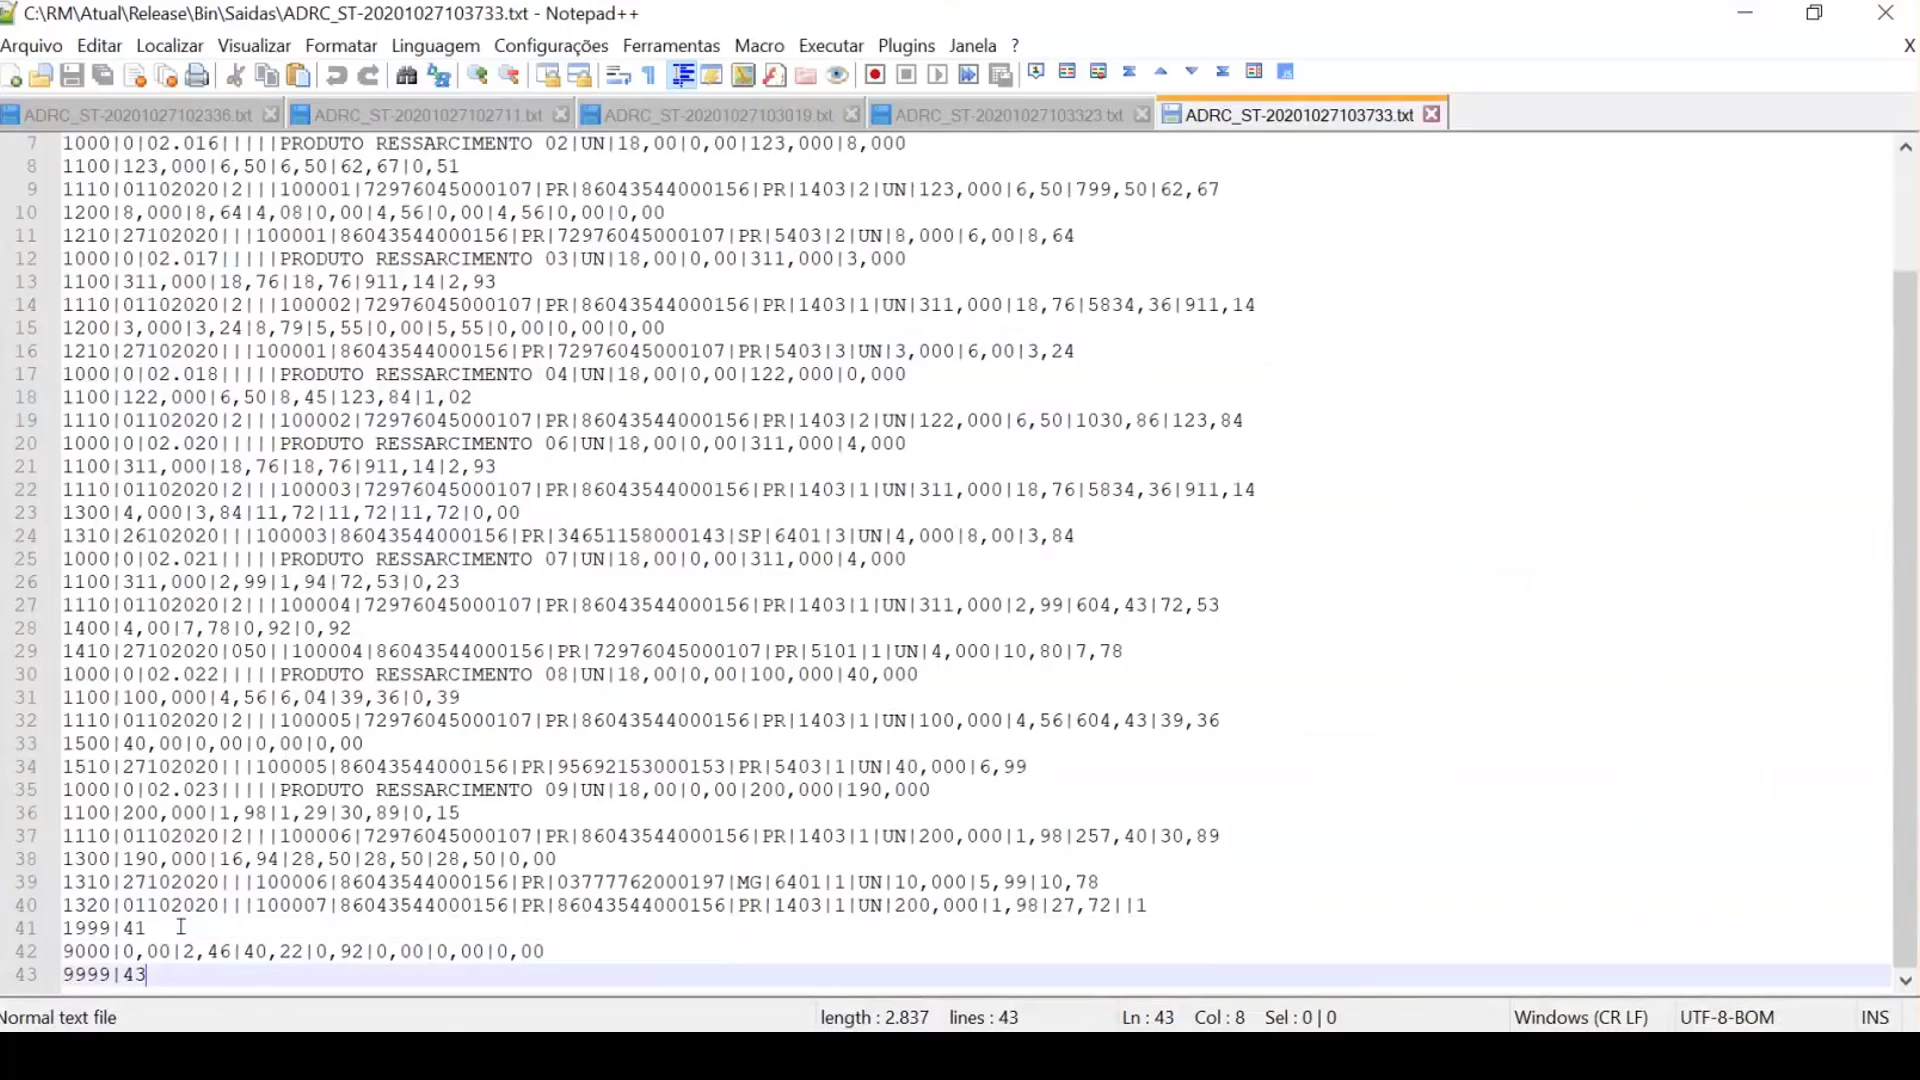 C:\RM\Atual\Release\Bin\Saidas\ADRC_ST-20201027103733.txt - Notepad++
Arquivo Editar Localizar Visualizar Formatar Linguagem Configurações Ferramentas Macro Executar Plugins Janela ? X
ADRC_ST-20201027102336.txt ADRC_ST-20201027102711.txt ADRC_ST-20201027103019.txt ADRC_ST-20201027103323.txt ADRC_ST-20201027103733.txt
7 1000|0|02.016|||||PRODUTO RESSARCIMENTO 02|UN|18,00|0,00|123,000|8,000
8 1100|123,000|6,50|6,50|62,67|0,51
9 1110|01102020|2|||100001|72976045000107|PR|86043544000156|PR|1403|2|UN|123,000|6,50|799,50|62,67
10 1200|8,000|8,64|4,08|0,00|4,56|0,00|4,56|0,00|0,00
11 1210|27102020|||100001|86043544000156|PR|72976045000107|PR|5403|2|UN|8,000|6,00|8,64
12 1000|0|02.017|||||PRODUTO RESSARCIMENTO 03|UN|18,00|0,00|311,000|3,000
13 1100|311,000|18,76|18,76|911,14|2,93
14 1110|01102020|2|||100002|72976045000107|PR|86043544000156|PR|1403|1|UN|311,000|18,76|5834,36|911,14
15 1200|3,000|3,24|8,79|5,55|0,00|5,55|0,00|0,00|0,00
16 1210|27102020|||100001|86043544000156|PR|72976045000107|PR|5403|3|UN|3,000|6,00|3,24
17 1000|0|02.018|||||PRODUTO RESSARCIMENTO 04|UN|18,00|0,00|122,000|0,000
18 1100|122,000|6,50|8,45|123,84|1,02
19 1110|01102020|2|||100002|72976045000107|PR|86043544000156|PR|1403|2|UN|122,000|6,50|1030,86|123,84
20 1000|0|02.020|||||PRODUTO RESSARCIMENTO 06|UN|18,00|0,00|311,000|4,000
21 1100|311,000|18,76|18,76|911,14|2,93
22 1110|01102020|2|||100003|72976045000107|PR|86043544000156|PR|1403|1|UN|311,000|18,76|5834,36|911,14
23 1300|4,000|3,84|11,72|11,72|11,72|0,00
24 1310|26102020|||100003|86043544000156|PR|34651158000143|SP|6401|3|UN|4,000|8,00|3,84
25 1000|0|02.021|||||PRODUTO RESSARCIMENTO 07|UN|18,00|0,00|311,000|4,000
26 1100|311,000|2,99|1,94|72,53|0,23
27 1110|01102020|2|||100004|72976045000107|PR|86043544000156|PR|1403|1|UN|311,000|2,99|604,43|72,53
28 1400|4,00|7,78|0,92|0,92
29 1410|27102020|050||100004|86043544000156|PR|72976045000107|PR|5101|1|UN|4,000|10,80|7,78
30 1000|0|02.022|||||PRODUTO RESSARCIMENTO 08|UN|18,00|0,00|100,000|40,000
31 1100|100,000|4,56|6,04|39,36|0,39
32 1110|01102020|2|||100005|72976045000107|PR|86043544000156|PR|1403|1|UN|100,000|4,56|604,43|39,36
33 1500|40,00|0,00|0,00|0,00
34 1510|27102020|||100005|86043544000156|PR|95692153000153|PR|5403|1|UN|40,000|6,99
35 1000|0|02.023|||||PRODUTO RESSARCIMENTO 09|UN|18,00|0,00|200,000|190,000
36 1100|200,000|1,98|1,29|30,89|0,15
37 1110|01102020|2|||100006|72976045000107|PR|86043544000156|PR|1403|1|UN|200,000|1,98|257,40|30,89
38 1300|190,000|16,94|28,50|28,50|28,50|0,00
39 1310|27102020|||100006|86043544000156|PR|03777762000197|MG|6401|1|UN|10,000|5,99|10,78
40 1320|01102020|||100007|86043544000156|PR|86043544000156|PR|1403|1|UN|200,000|1,98|27,72||1
41 1999|41
42 9000|0,00|2,46|40,22|0,92|0,00|0,00|0,00
43 9999|43
Normal text file length : 2.837 lines : 43 Ln : 43 Col : 8 Sel : 0 | 0 Windows (CR LF) UTF-8-BOM INS